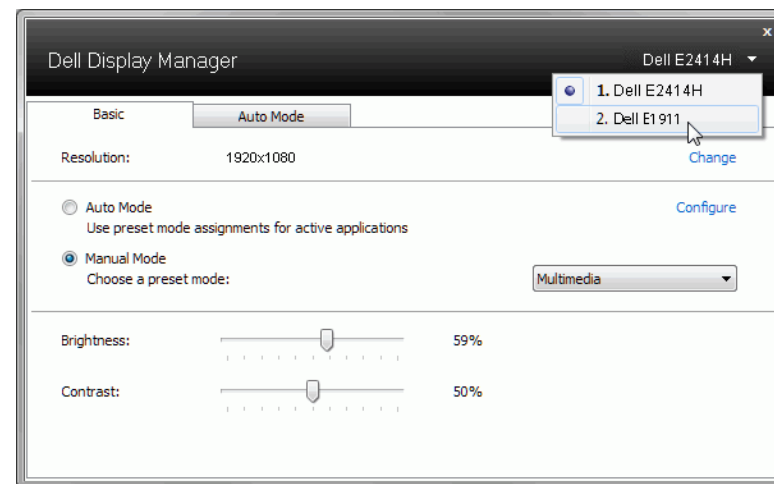 x
Dell Display Manager
Dell E2414H
1. Dell E2414H
2. Dell E1911
Basic
Auto Mode
Resolution:
1920x1080
Change
Auto Mode
Configure
Use preset mode assignments for active applications
Manual Mode
Choose a preset mode:
Multimedia
Brightness:
59%
Contrast:
50%